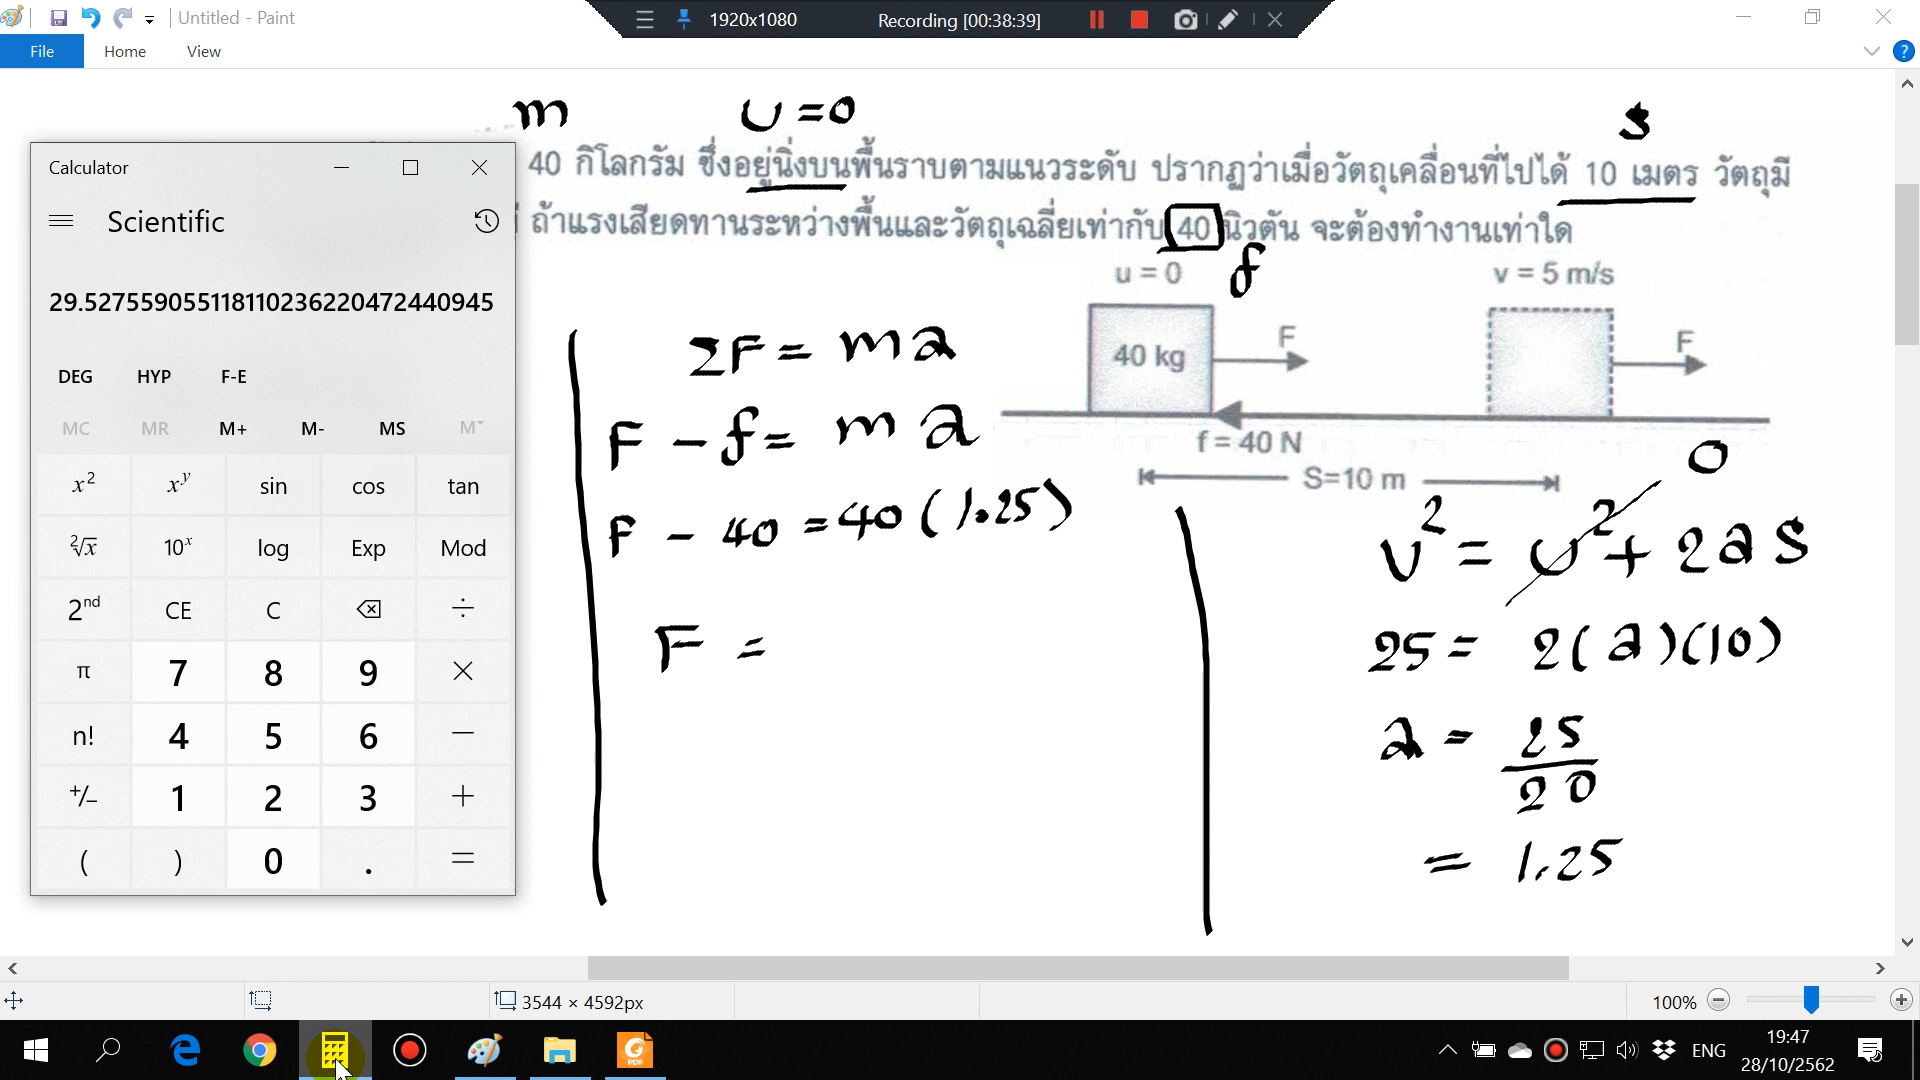 Untitled - Paint
1920x1080
Recording [00:38:39]
File
Home
View
m
U = 0
s
40 กิโลกรัม ซึ่งอยู่นิ่งบนพื้นราบตามแนวระดับ ปรากฏว่าเมื่อวัตถุเคลื่อนที่ไปได้ 10 เมตร วัตถุมี
ถ้าแรงเสียดทานระหว่างพื้นและวัตถุเฉลี่ยเท่ากับ 40 นิวตัน จะต้องทำงานเท่าใด
f
u = 0
v = 5 m/s
40 kg
F
F
f = 40 N
S=10 m
ΣF = ma
F - f = ma
F - 40 = 40 (1.25)
F =
0
v² = u² + 2as
25 = 2(a)(10)
a = 25
20
= 1.25
Calculator
Scientific
29.527559055118110236220472440945
DEG
HYP
F-E
MC
MR
M+
M-
MS
M˅
x²
xʸ
sin
cos
tan
²√x
10ˣ
log
Exp
Mod
2ⁿᵈ
CE
C
÷
π
7
8
9
×
n!
4
5
6
−
+/−
1
2
3
+
(
)
0
.
=
3544 × 4592px
100%
PDF
ENG
19:47
28/10/2562